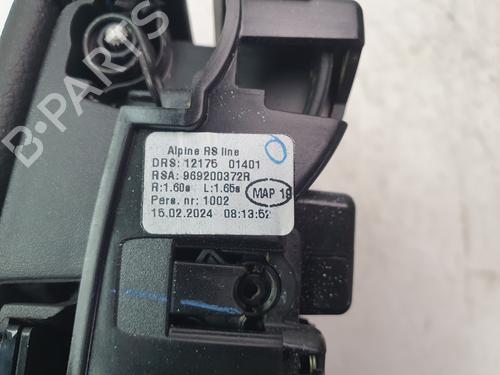 Alpine RS line
DRS: 12175 01401
RSA: 969200372R
R:1.60s L:1.65s MAP 19
Pers. nr: 1002
15.02.2024 08:13:52
B-PARTS